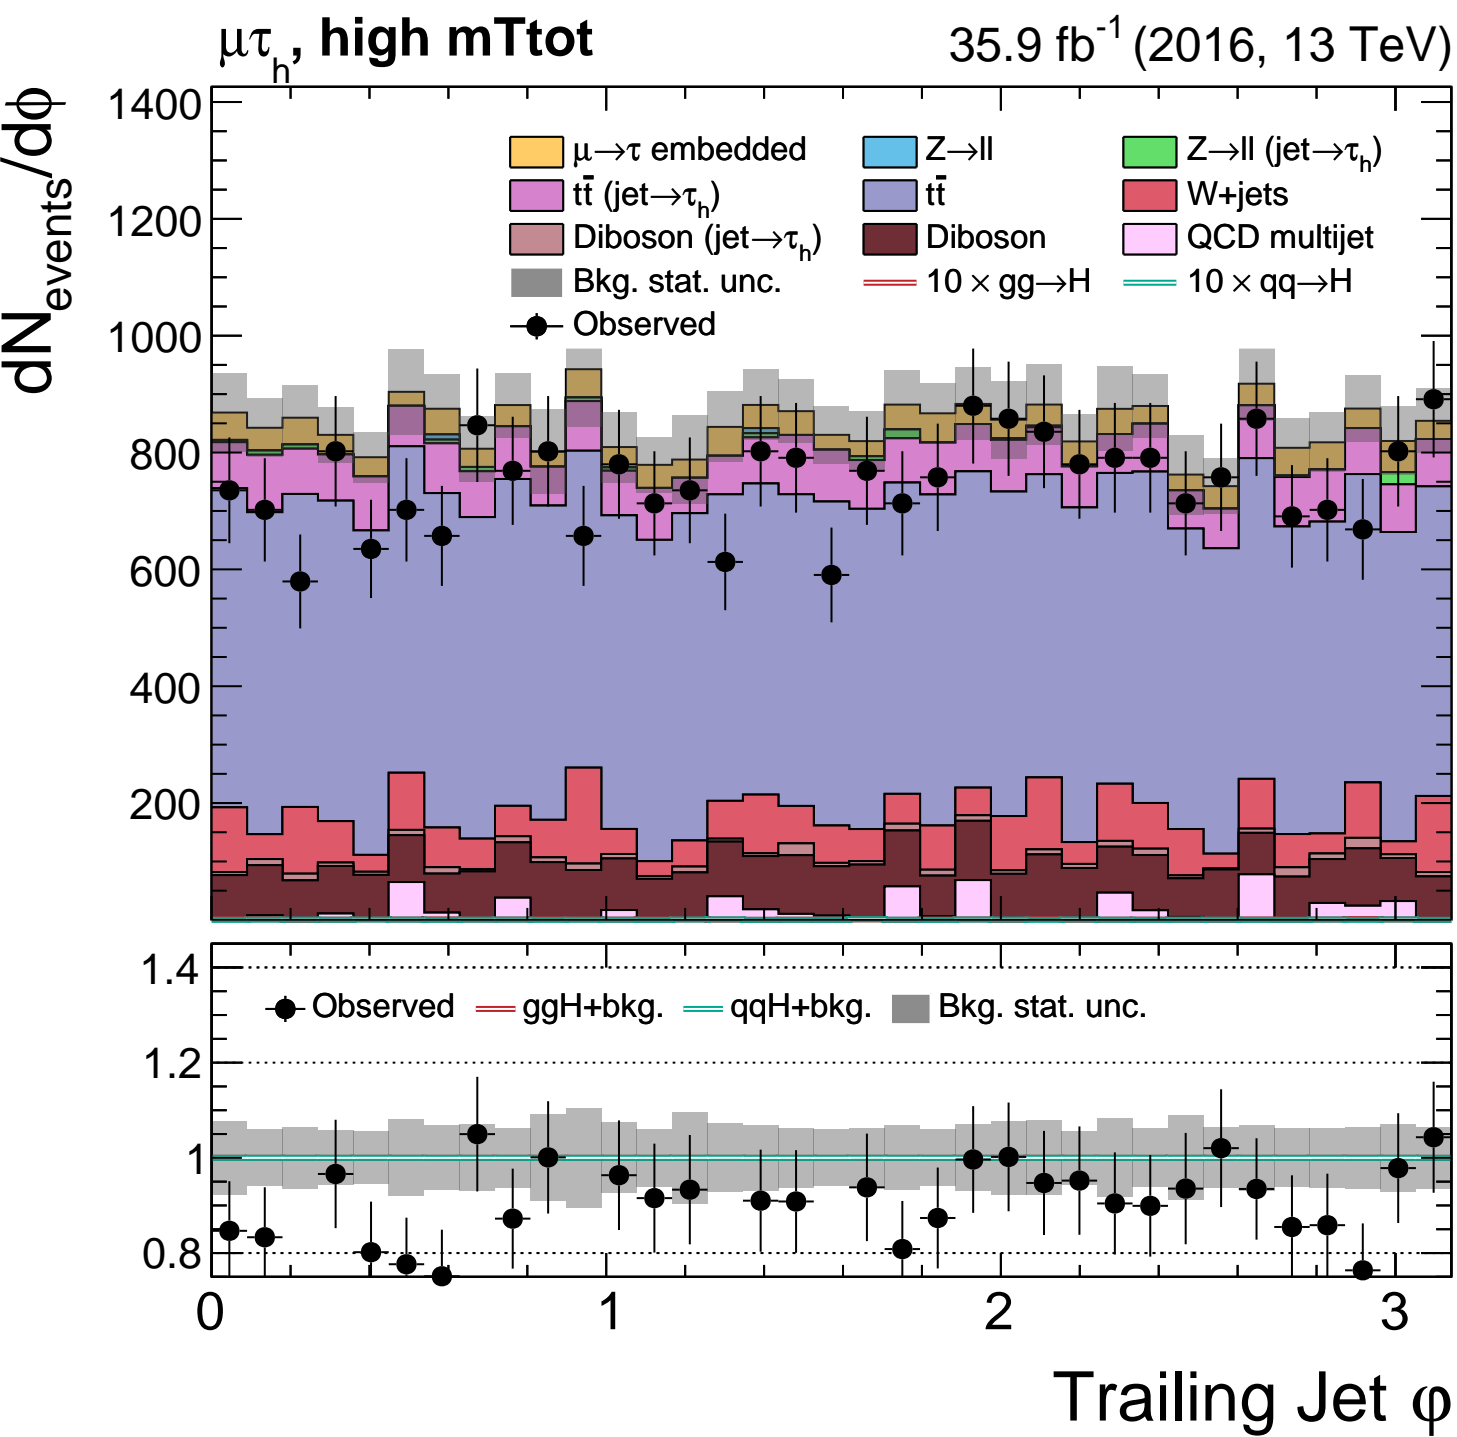 μτh, high mTtot 35.9 fb-1 (2016, 13 TeV)
dNevents/dϕ
1400
1200
1000
800
600
400
200
μ→τ embedded Z→ll Z→ll (jet→τh)
tt̄ (jet→τh) tt̄ W+jets
Diboson (jet→τh) Diboson QCD multijet
Bkg. stat. unc. 10 × gg→H 10 × qq→H
Observed
1.4
1.2
1
0.8
Observed ggH+bkg. qqH+bkg. Bkg. stat. unc.
0 1 2 3
Trailing Jet φ